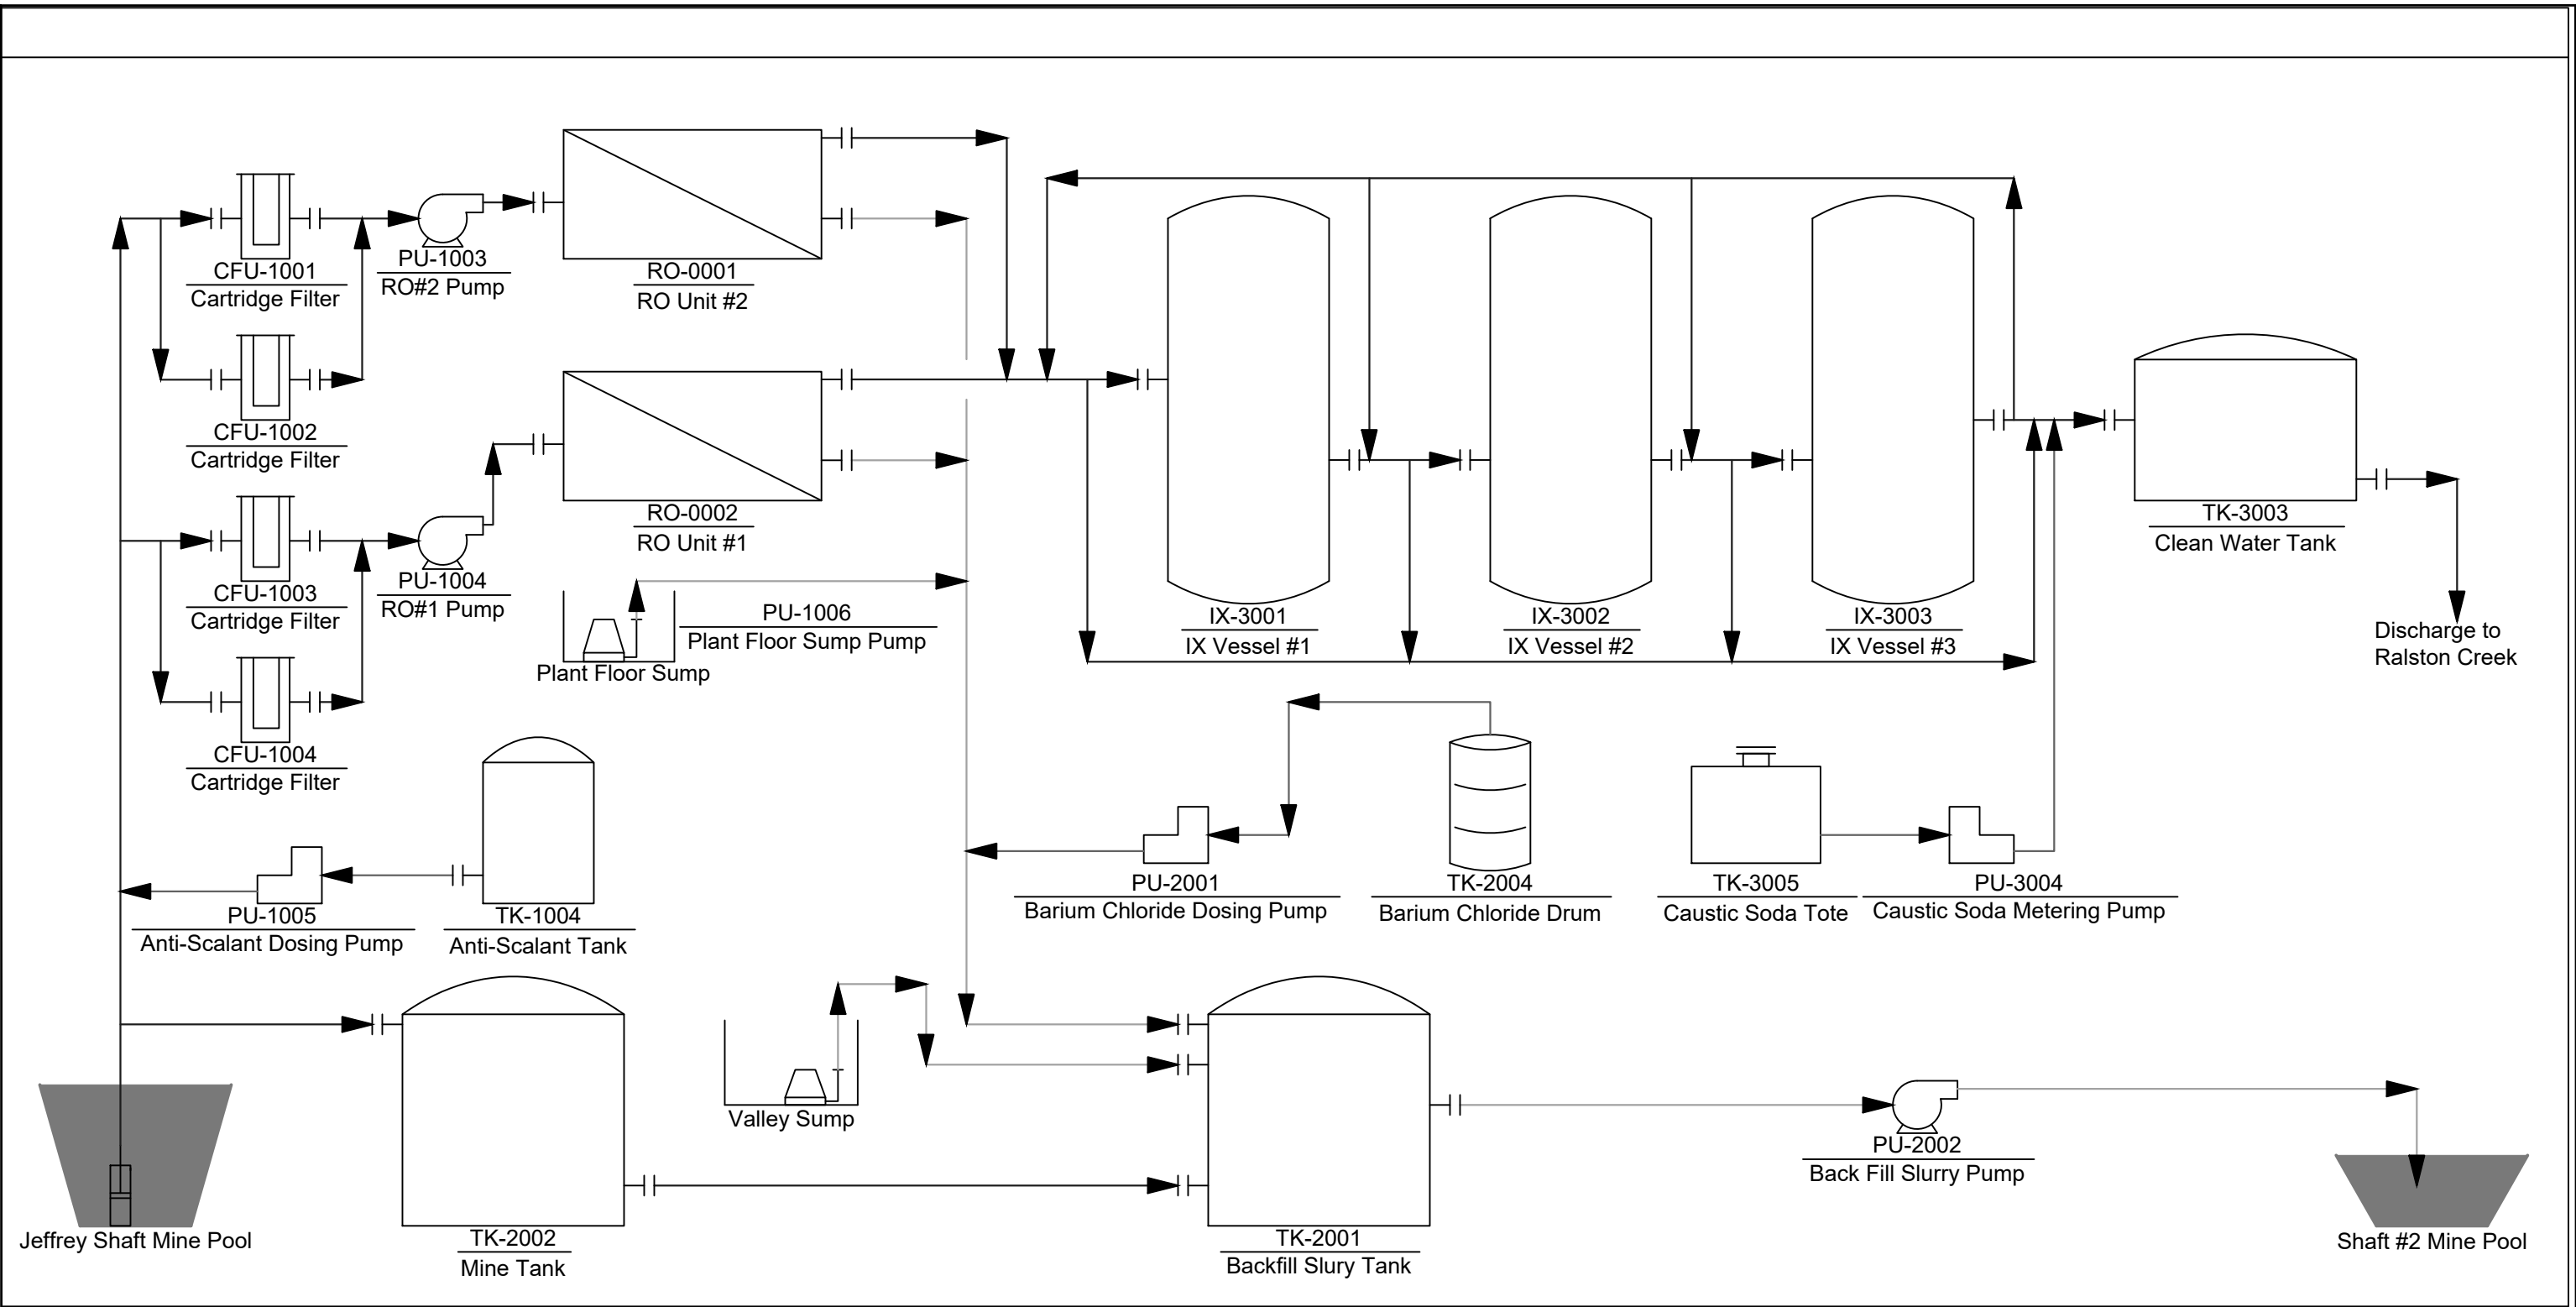 CFU-1001
Cartridge Filter
PU-1003
RO#2 Pump
RO-0001
RO Unit #2
CFU-1002
Cartridge Filter
RO-0002
RO Unit #1
TK-3003
Clean Water Tank
CFU-1003
Cartridge Filter
PU-1004
RO#1 Pump
PU-1006
Plant Floor Sump Pump
Plant Floor Sump
IX-3001
IX Vessel #1
IX-3002
IX Vessel #2
IX-3003
IX Vessel #3
Discharge to
Ralston Creek
CFU-1004
Cartridge Filter
PU-1005
Anti-Scalant Dosing Pump
TK-1004
Anti-Scalant Tank
PU-2001
Barium Chloride Dosing Pump
TK-2004
Barium Chloride Drum
TK-3005
Caustic Soda Tote
PU-3004
Caustic Soda Metering Pump
Valley Sump
PU-2002
Back Fill Slurry Pump
Jeffrey Shaft Mine Pool
TK-2002
Mine Tank
TK-2001
Backfill Slury Tank
Shaft #2 Mine Pool